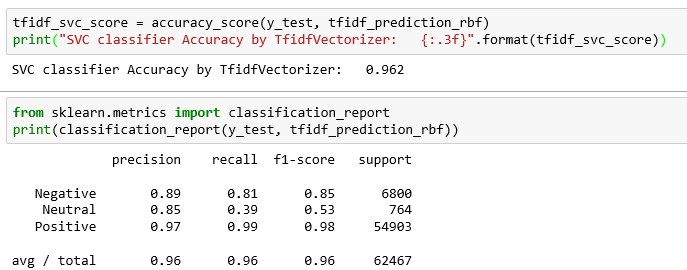 tfidf_svc_score = accuracy_score(y_test, tfidf_prediction_rbf)
print("SVC classifier Accuracy by TfidfVectorizer:   {:.3f}".format(tfidf_svc_score))
SVC classifier Accuracy by TfidfVectorizer:   0.962
from sklearn.metrics import classification_report
print(classification_report(y_test, tfidf_prediction_rbf))
precision    recall  f1-score   support
Negative       0.89      0.81      0.85      6800
Neutral       0.85      0.39      0.53       764
Positive       0.97      0.99      0.98     54903
avg / total       0.96      0.96      0.96     62467